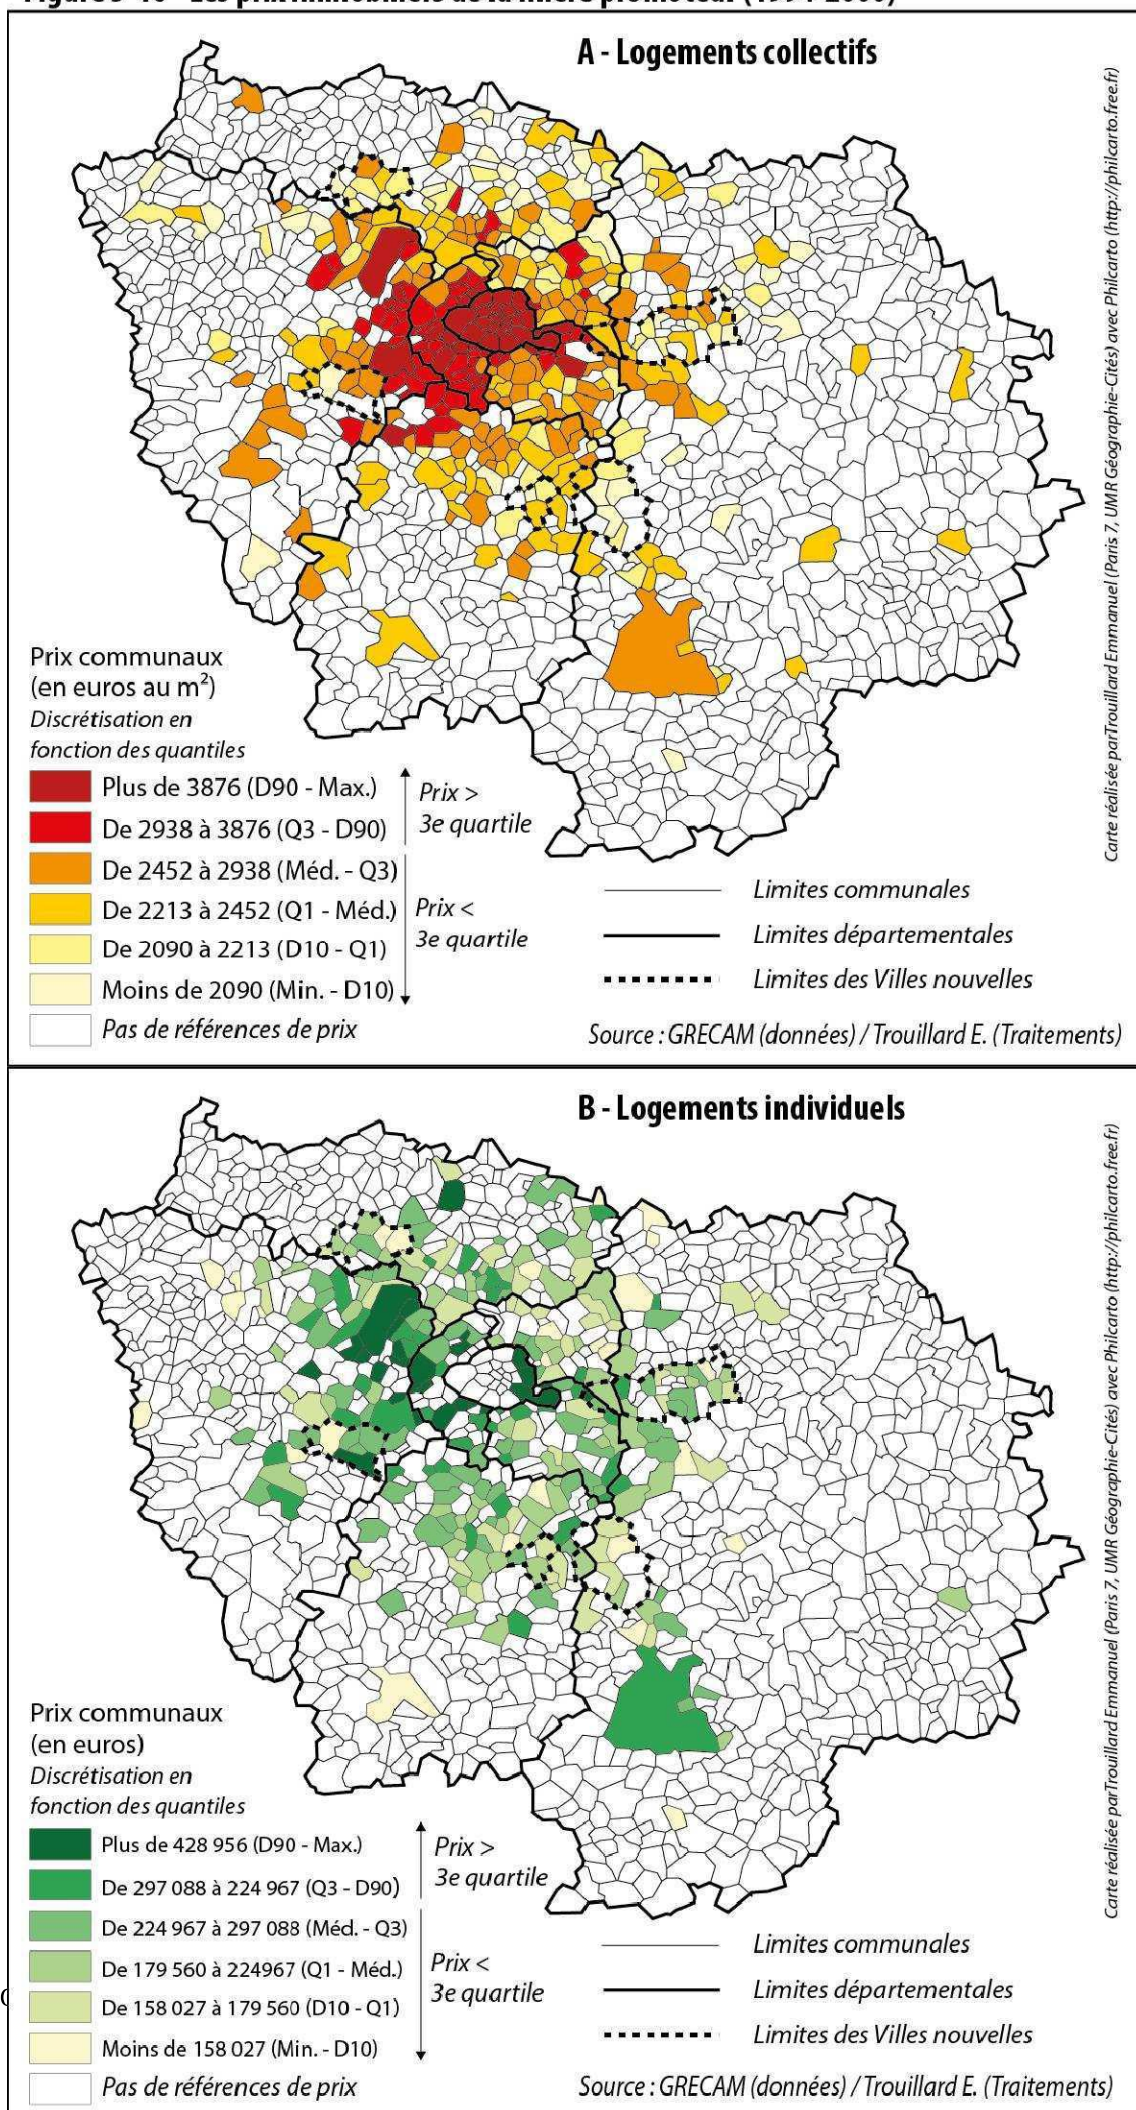 A - Logements collectifs
Carte réalisée parTrouillard Emmanuel (Paris 7, UMR Géographie-Cités) avec Philcarto (http://philcarto.free.fr)
Prix communaux
(en euros au m²)
Discrétisation en
fonction des quantiles
Plus de 3876 (D90 - Max.)
De 2938 à 3876 (Q3 - D90)
De 2452 à 2938 (Méd. - Q3)
De 2213 à 2452 (Q1 - Méd.)
De 2090 à 2213 (D10 - Q1)
Moins de 2090 (Min. - D10)
Pas de références de prix
Prix >
3e quartile
Prix <
3e quartile
Limites communales
Limites départementales
Limites des Villes nouvelles
Source : GRECAM (données) / Trouillard E. (Traitements)
B - Logements individuels
Carte réalisée parTrouillard Emmanuel (Paris 7, UMR Géographie-Cités) avec Philcarto (http://philcarto.free.fr)
Prix communaux
(en euros)
Discrétisation en
fonction des quantiles
Plus de 428 956 (D90 - Max.)
De 297 088 à 224 967 (Q3 - D90)
De 224 967 à 297 088 (Méd. - Q3)
De 179 560 à 224967 (Q1 - Méd.)
De 158 027 à 179 560 (D10 - Q1)
Moins de 158 027 (Min. - D10)
Pas de références de prix
Prix >
3e quartile
Prix <
3e quartile
Limites communales
Limites départementales
Limites des Villes nouvelles
Source : GRECAM (données) / Trouillard E. (Traitements)